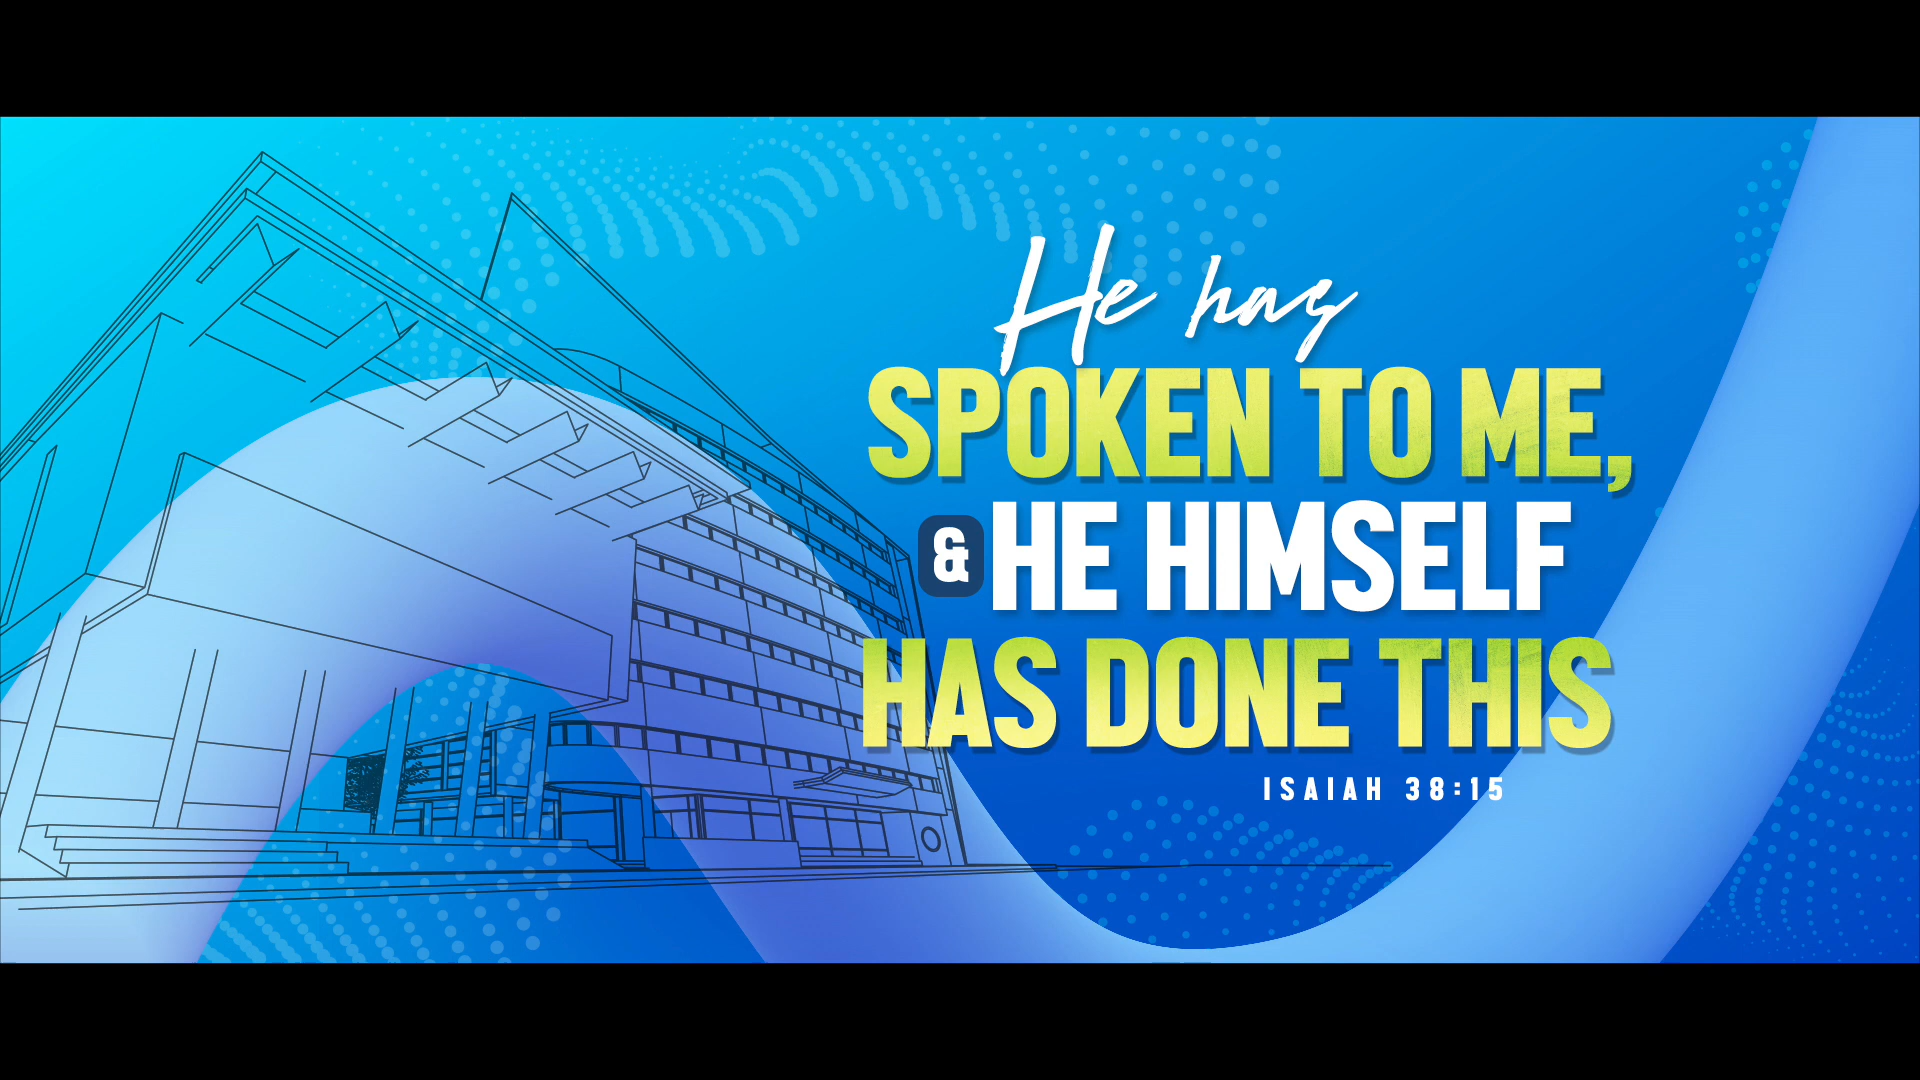 He has
SPOKEN TO ME,
& HE HIMSELF
HAS DONE THIS
ISAIAH 38:15